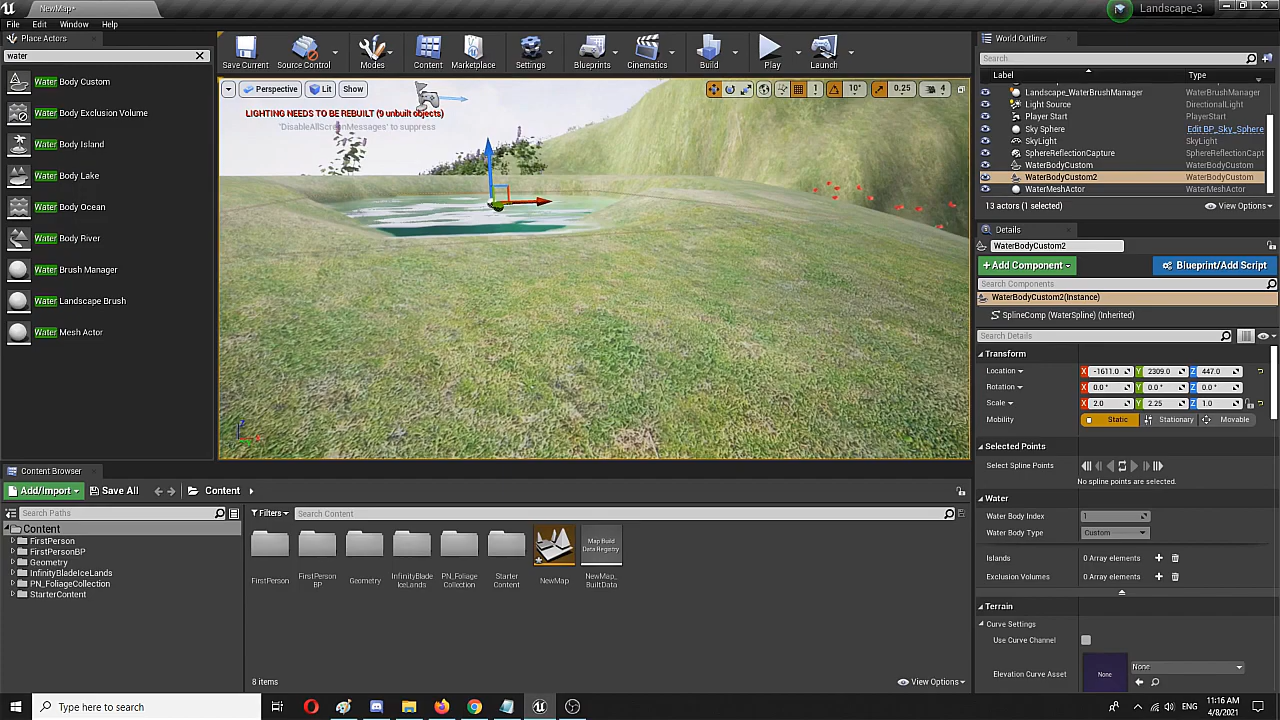 NewMap*
Landscape_3
File Edit Window Help
Place Actors
water
Water Body Custom
Water Body Exclusion Volume
Water Body Island
Water Body Lake
Water Body Ocean
Water Body River
Water Brush Manager
Water Landscape Brush
Water Mesh Actor
Save Current Source Control Modes Content Marketplace Settings Blueprints Cinematics Build Play Launch
Perspective Lit Show
10° 0.25 4
LIGHTING NEEDS TO BE REBUILT (9 unbuilt objects)
'DisableAllScreenMessages' to suppress
World Outliner
Search...
Label Type
Landscape_WaterBrushManager WaterBrushManager
Light Source DirectionalLight
Player Start PlayerStart
Sky Sphere Edit BP_Sky_Sphere
SkyLight SkyLight
SphereReflectionCapture SphereReflectionCapt
WaterBodyCustom WaterBodyCustom
WaterBodyCustom2 WaterBodyCustom
WaterMeshActor WaterMeshActor
13 actors (1 selected) View Options
Details
WaterBodyCustom2
+Add Component Blueprint/Add Script
Search Components
WaterBodyCustom2(Instance)
SplineComp (WaterSpline) (Inherited)
Search Details
Transform
Location X -1611.0 Y 2309.0 Z 447.0
Rotation X 0.0° Y 0.0° Z 0.0°
Scale X 2.0 Y 2.25 Z 1.0
Mobility Static Stationary Movable
Selected Points
Select Spline Points
No spline points are selected.
Water
Water Body Index 1
Water Body Type Custom
Islands 0 Array elements
Exclusion Volumes 0 Array elements
Terrain
Curve Settings
Use Curve Channel
Elevation Curve Asset None None
Content Browser
Add/Import Save All Content
Search Paths
Filters Search Content
Content
FirstPerson
FirstPersonBP
Geometry
InfinityBladeIceLands
PN_FoliageCollection
StarterContent
FirstPerson
FirstPerson
BP
Geometry
InfinityBlade
IceLands
PN_Foliage
Collection
Starter
Content
NewMap
Map Build
Data Registry
NewMap_
BuiltData
8 items View Options
Type here to search
ENG
11:16 AM
4/8/2021